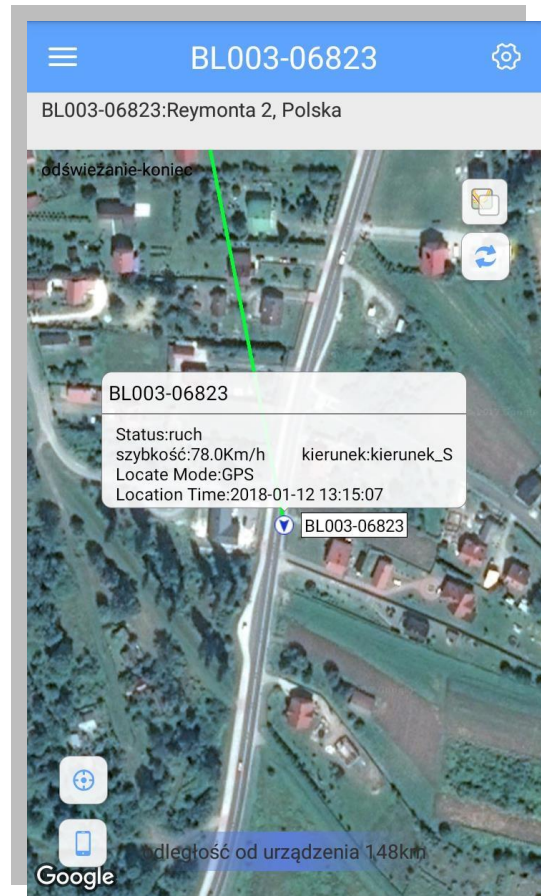 BL003-06823
BL003-06823:Reymonta 2, Polska
odświeżanie-koniec
BL003-06823
Status:ruch
szybkość:78.0Km/h kierunek:kierunek_S
Locate Mode:GPS
Location Time:2018-01-12 13:15:07
BL003-06823
odległość od urządzenia 148km
Google